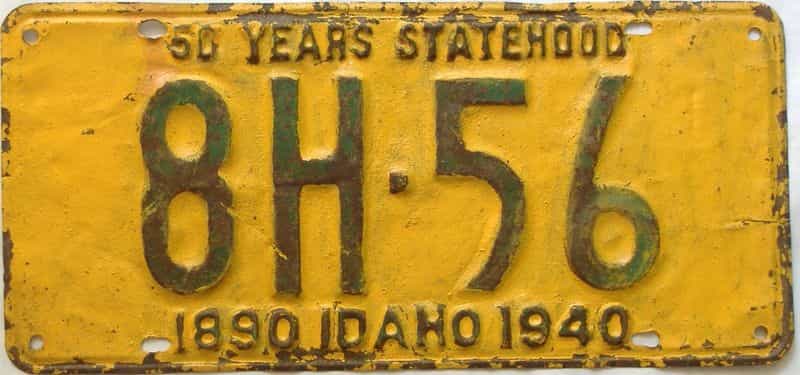 50 YEARS STATEHOOD
8H·56
1890 IDAHO 1940